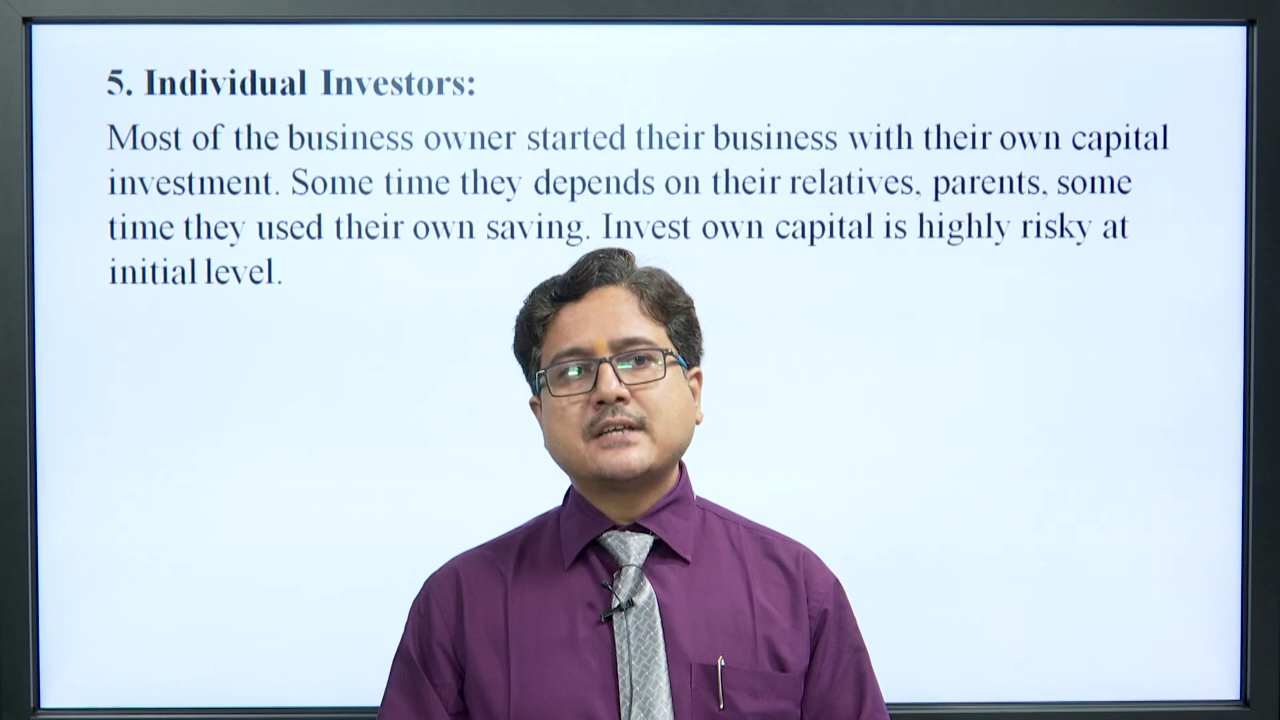 5. Individual Investors:
Most of the business owner started their business with their own capital
investment. Some time they depends on their relatives, parents, some
time they used their own saving. Invest own capital is highly risky at
initial level.